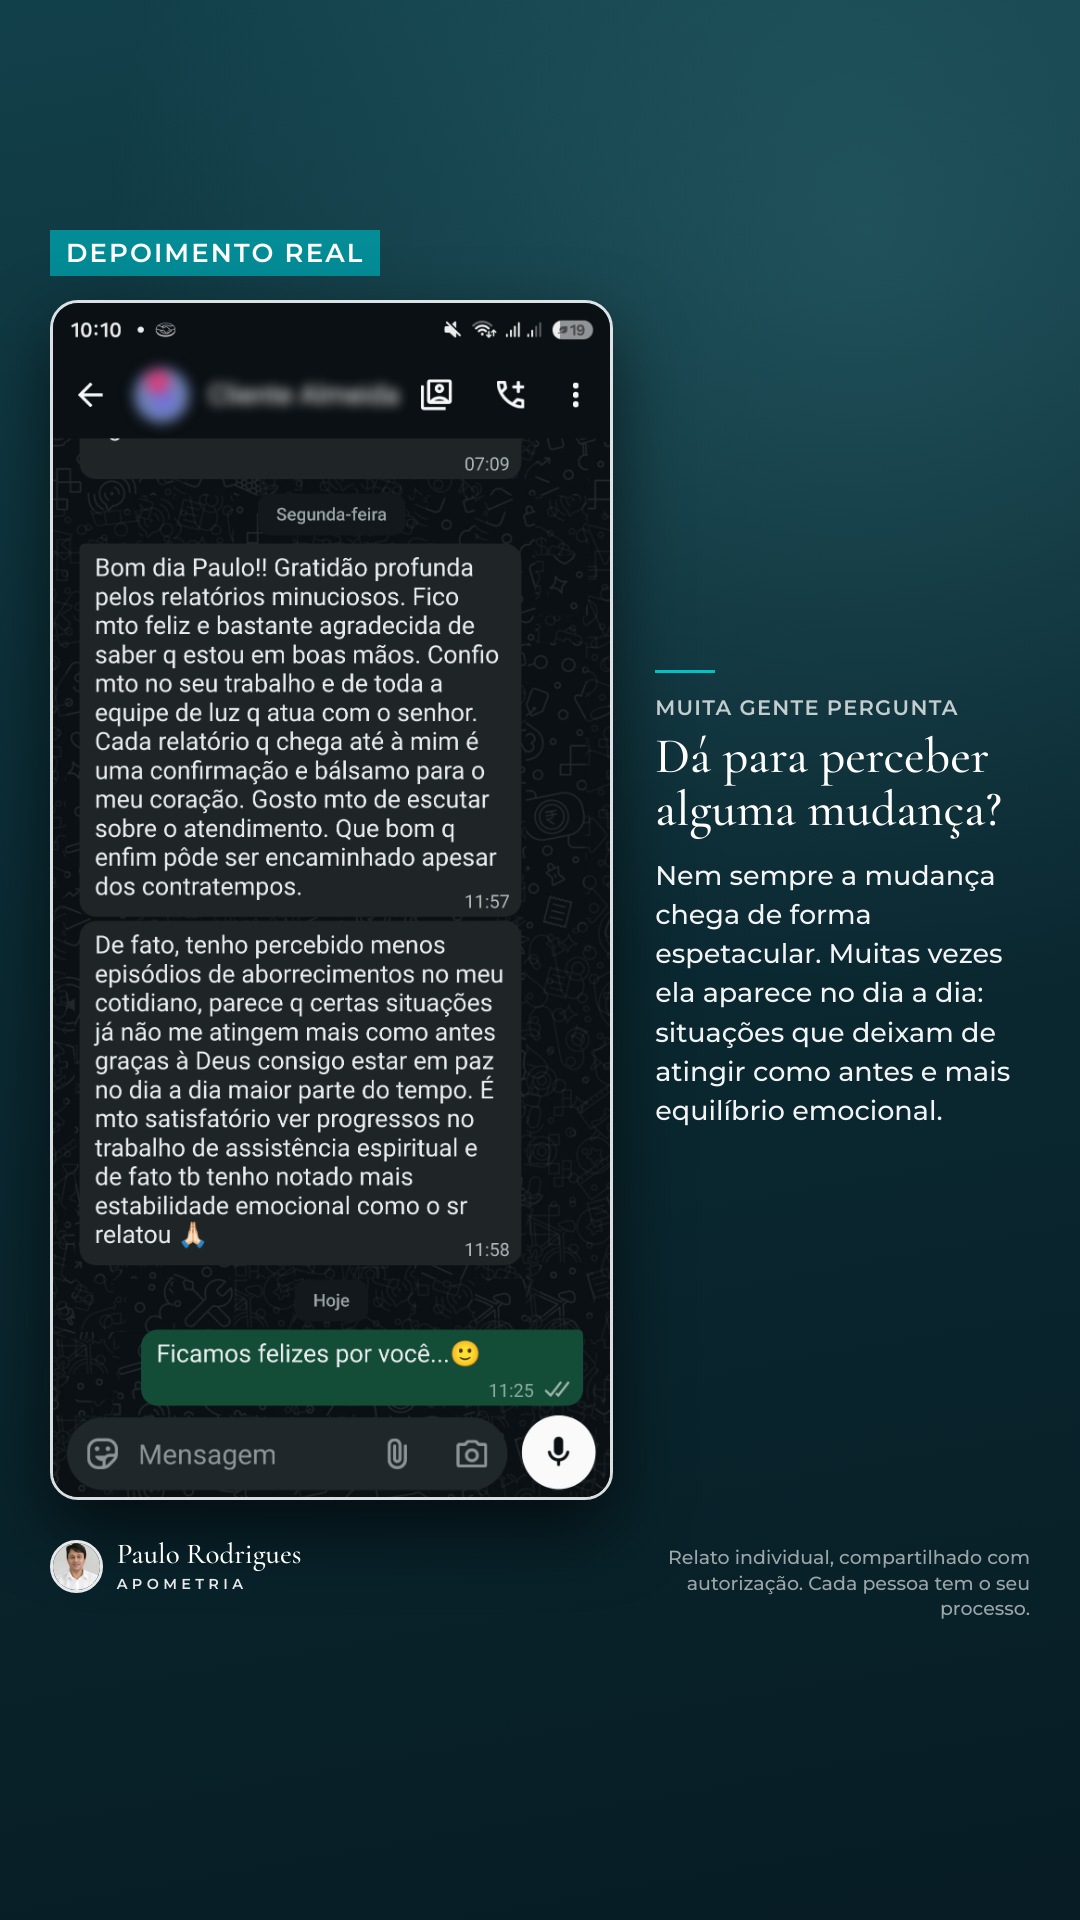 DEPOIMENTO REAL
10:10
19
07:09
Segunda-feira
Bom dia Paulo!! Gratidão profunda
pelos relatórios minuciosos. Fico
mto feliz e bastante agradecida de
saber q estou em boas mãos. Confio
mto no seu trabalho e de toda a
equipe de luz q atua com o senhor.
Cada relatório q chega até à mim é
uma confirmação e bálsamo para o
meu coração. Gosto mto de escutar
sobre o atendimento. Que bom q
enfim pôde ser encaminhado apesar
dos contratempos.
11:57
De fato, tenho percebido menos
episódios de aborrecimentos no meu
cotidiano, parece q certas situações
já não me atingem mais como antes
graças à Deus consigo estar em paz
no dia a dia maior parte do tempo. É
mto satisfatório ver progressos no
trabalho de assistência espiritual e
de fato tb tenho notado mais
estabilidade emocional como o sr
relatou 🙏🏻
11:58
Hoje
Ficamos felizes por você...🙂
11:25
Mensagem
MUITA GENTE PERGUNTA
Dá para perceber
alguma mudança?
Nem sempre a mudança
chega de forma
espetacular. Muitas vezes
ela aparece no dia a dia:
situações que deixam de
atingir como antes e mais
equilíbrio emocional.
Paulo Rodrigues
APOMETRIA
Relato individual, compartilhado com
autorização. Cada pessoa tem o seu
processo.